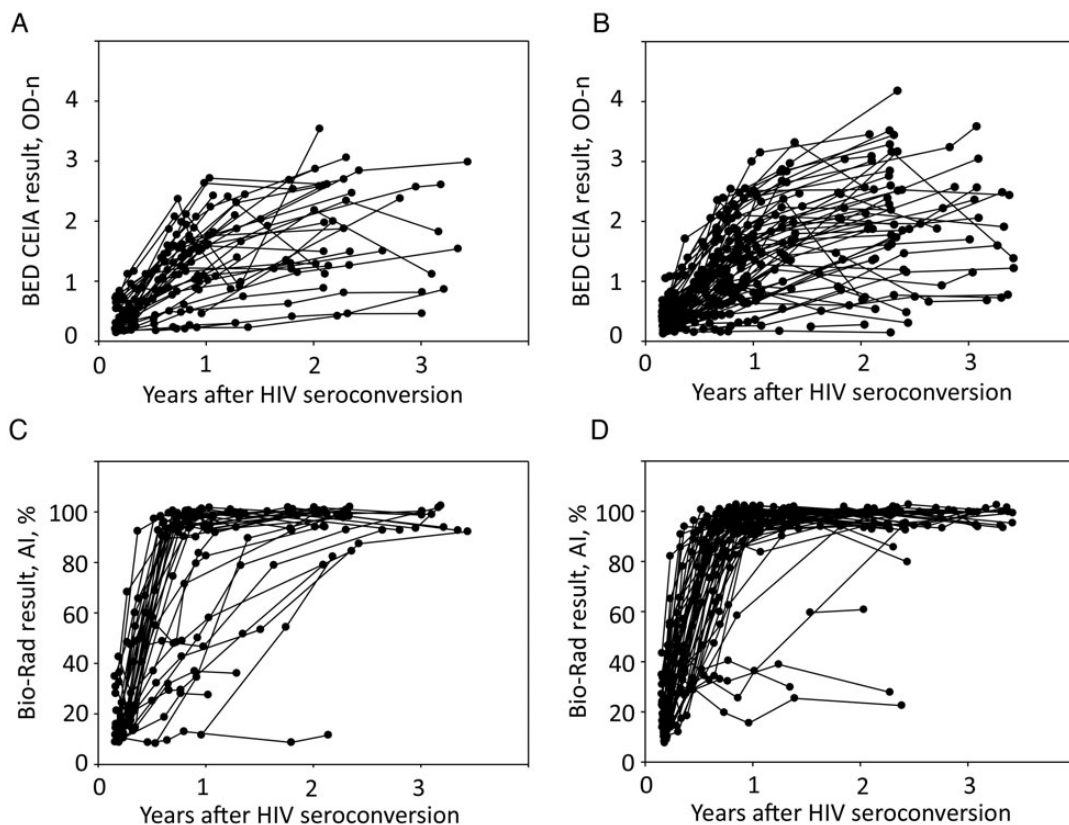 A
BED CEIA result, OD-n
4
3
2
1
0
0 1 2 3
Years after HIV seroconversion
B
BED CEIA result, OD-n
4
3
2
1
0
0 1 2 3
Years after HIV seroconversion
C
Bio-Rad result, AI, %
100
80
60
40
20
0
0 1 2 3
Years after HIV seroconversion
D
Bio-Rad result, AI, %
100
80
60
40
20
0
0 1 2 3
Years after HIV seroconversion